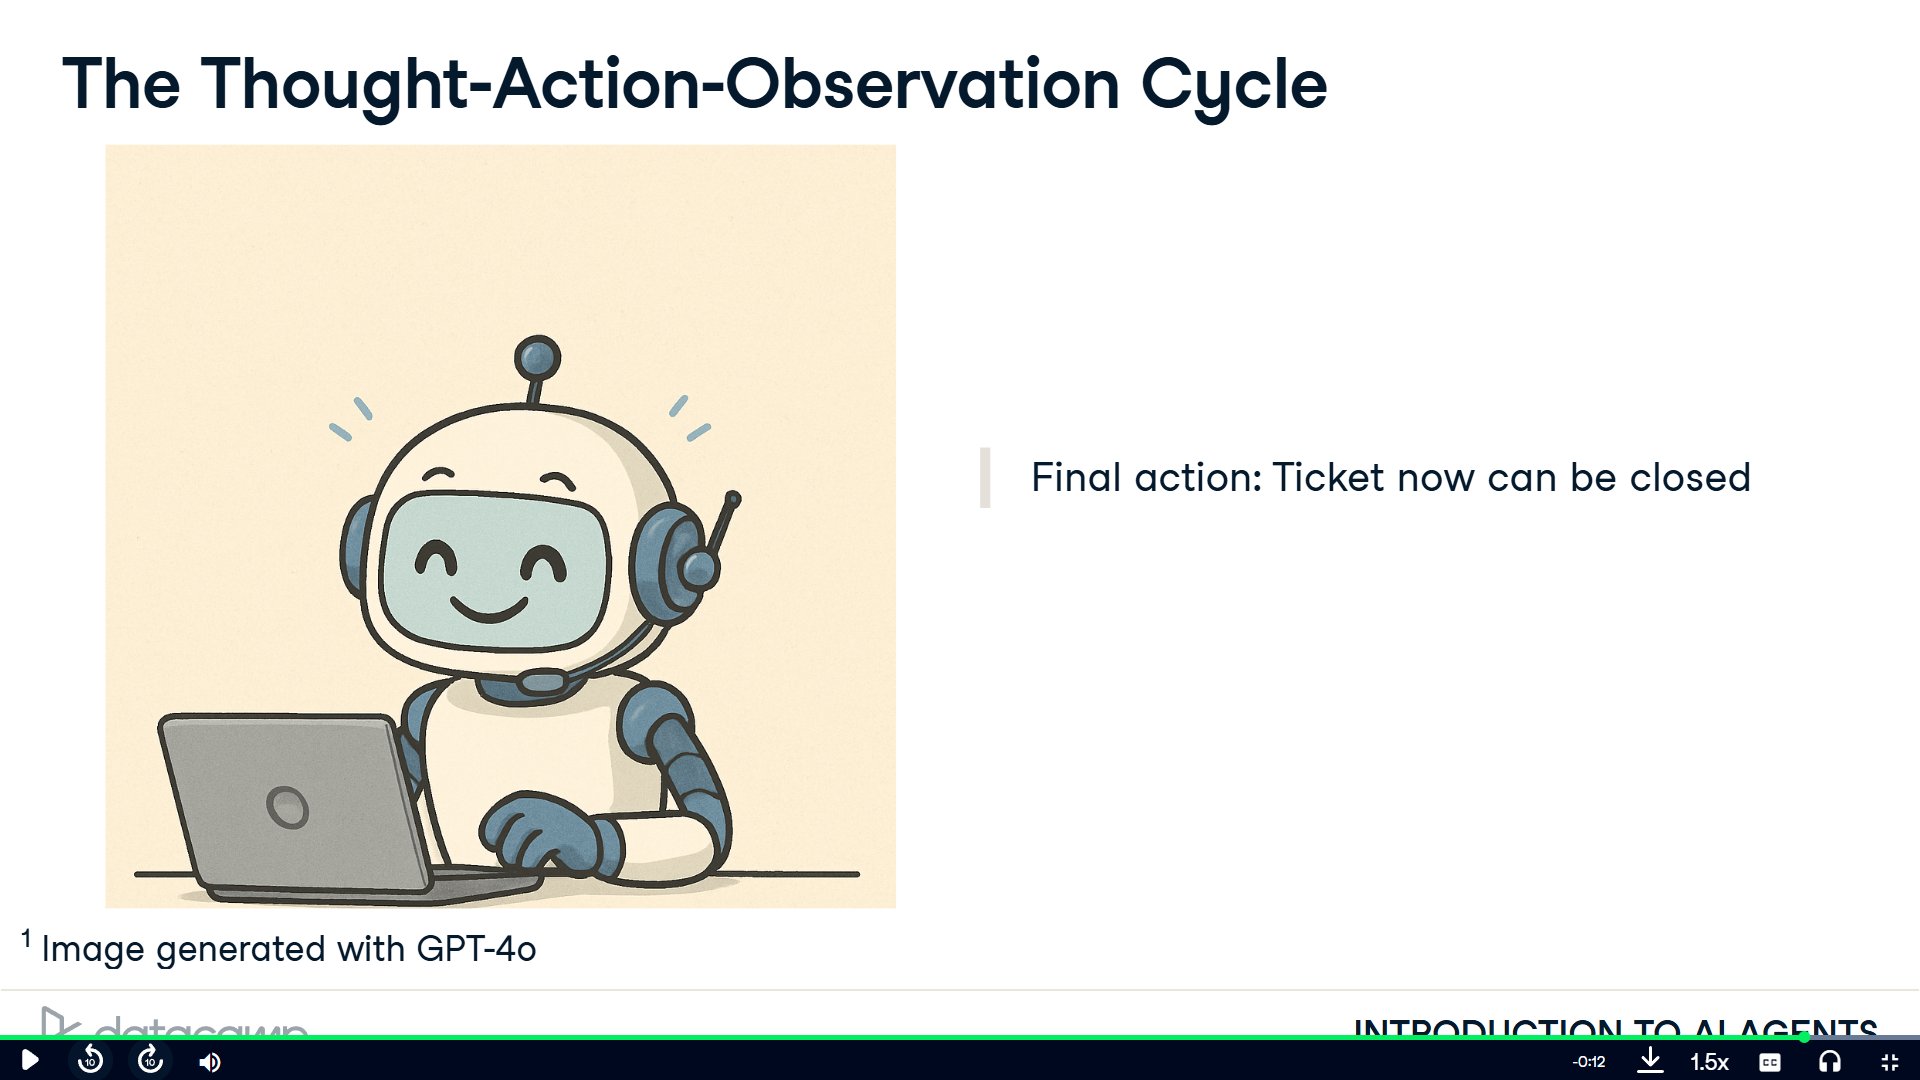 The Thought-Action-Observation Cycle
Final action: Ticket now can be closed
1 Image generated with GPT-4o
datacamp
INTRODUCTION TO AI AGENTS
10
10
-0:12
1.5x
CC